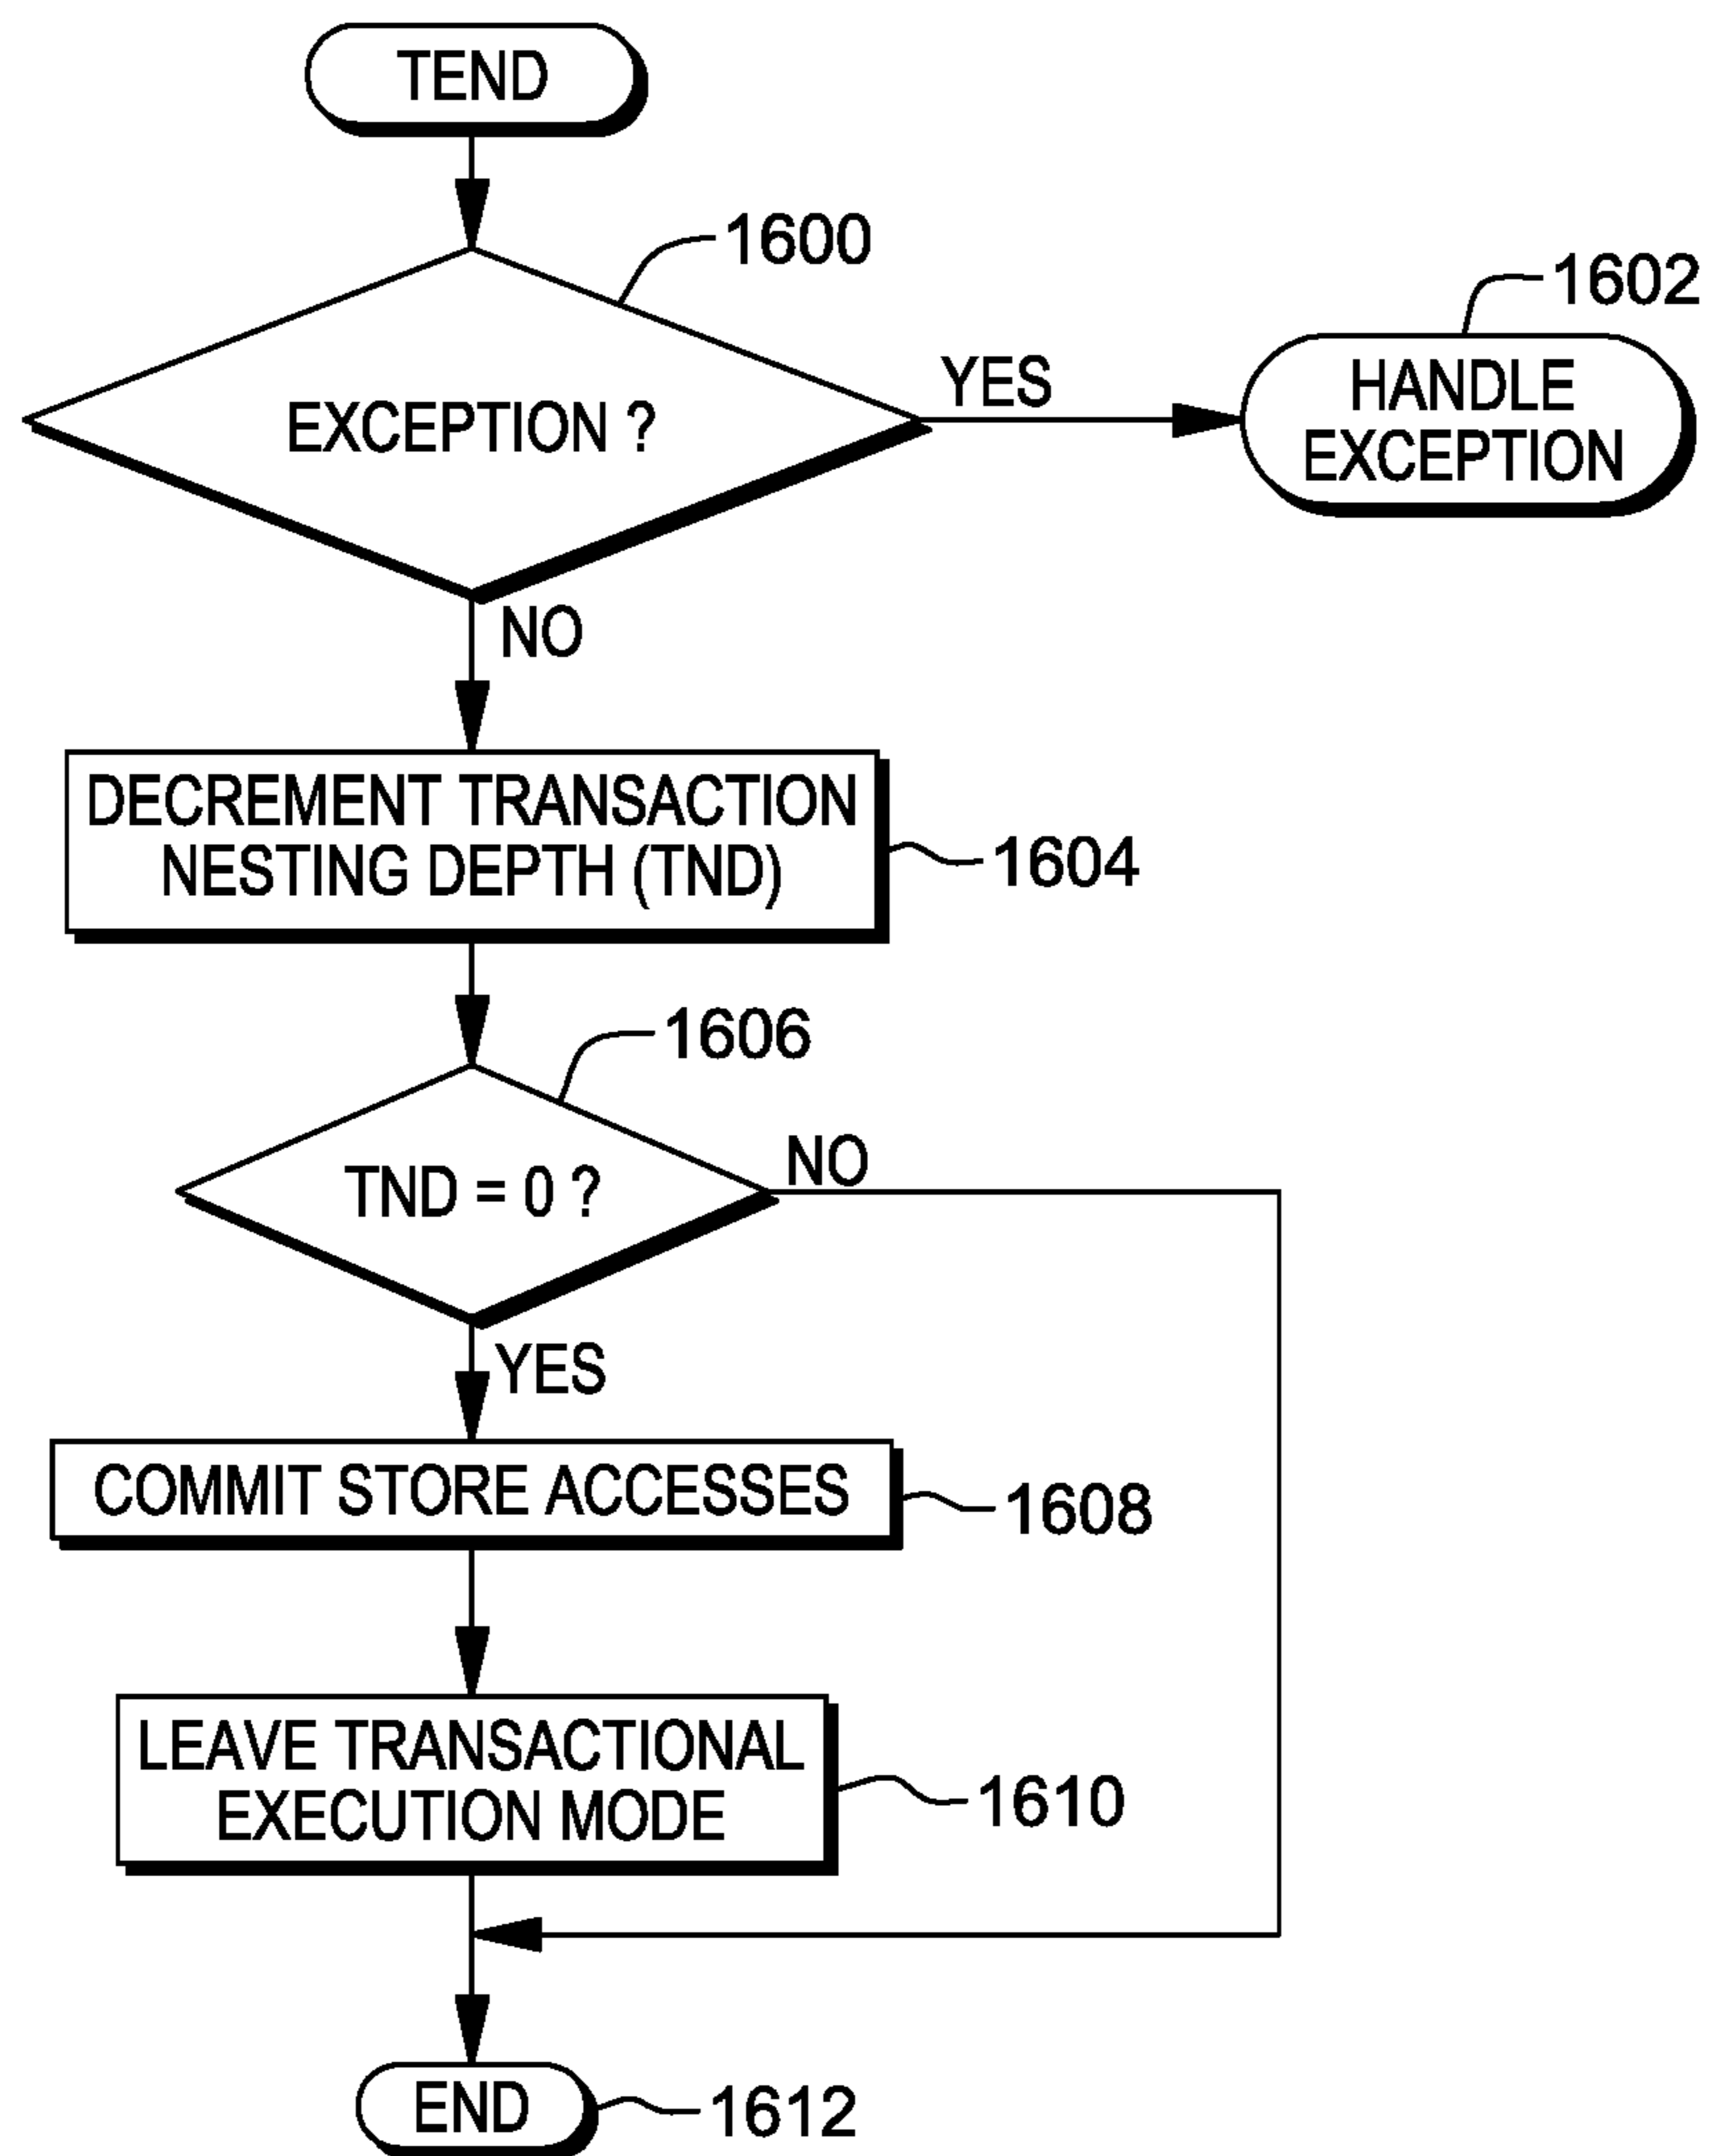 TEND
1600
1602
EXCEPTION ?
YES
HANDLE
EXCEPTION
NO
DECREMENT TRANSACTION
NESTING DEPTH (TND)
1604
1606
TND = 0 ?
NO
YES
COMMIT STORE ACCESSES
1608
LEAVE TRANSACTIONAL
EXECUTION MODE
1610
END
1612